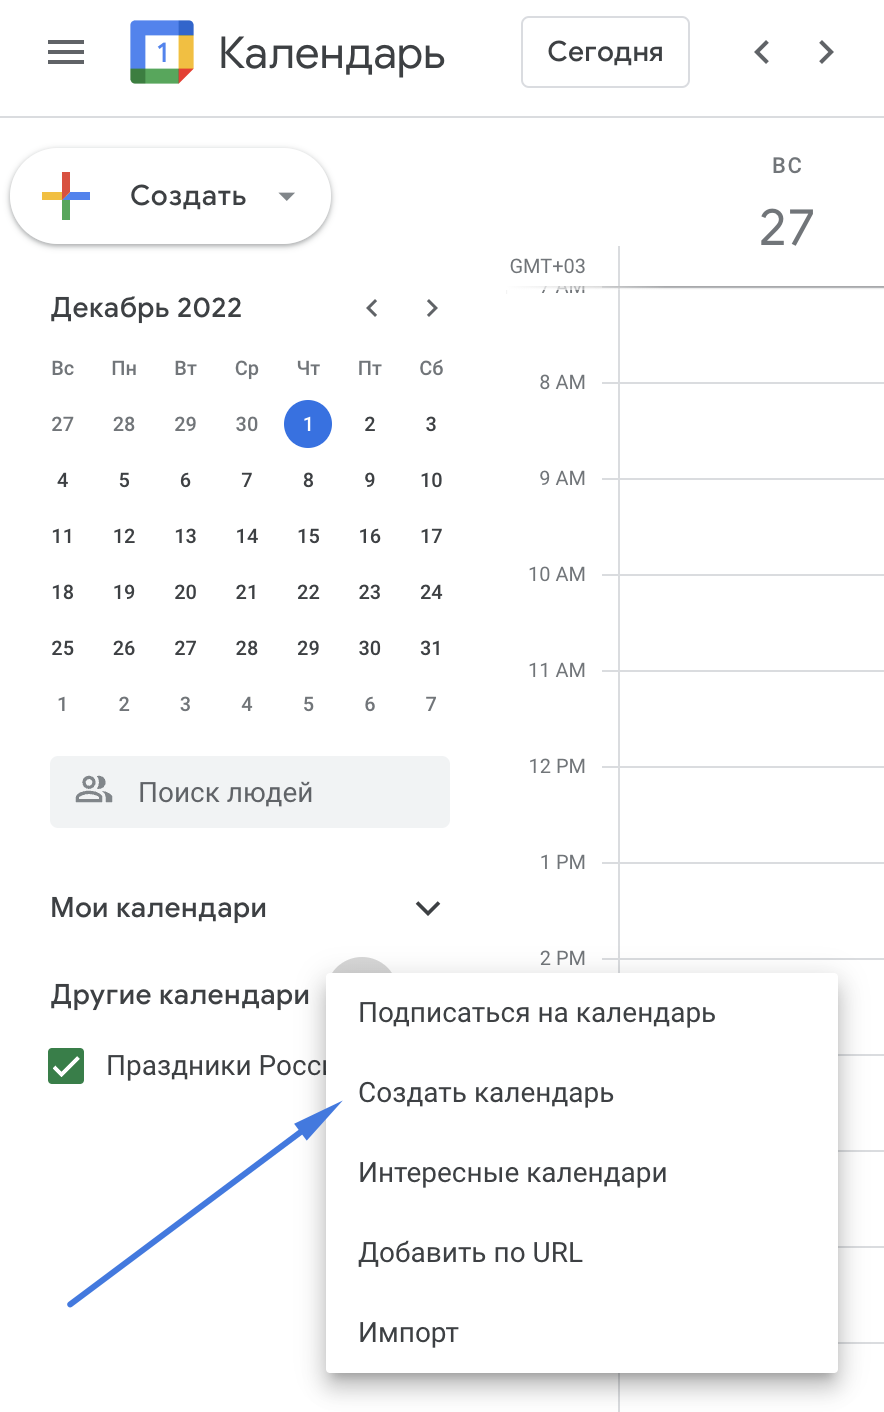 1 Календарь Сегодня
Создать
ВС
27
GMT+03
7 AM
Декабрь 2022
Вс Пн Вт Ср Чт Пт Сб
27 28 29 30 1 2 3
4 5 6 7 8 9 10
11 12 13 14 15 16 17
18 19 20 21 22 23 24
25 26 27 28 29 30 31
1 2 3 4 5 6 7
8 AM
9 AM
10 AM
11 AM
12 PM
1 PM
2 PM
Поиск людей
Мои календари
Другие календари
Праздники Росси
Подписаться на календарь
Создать календарь
Интересные календари
Добавить по URL
Импорт